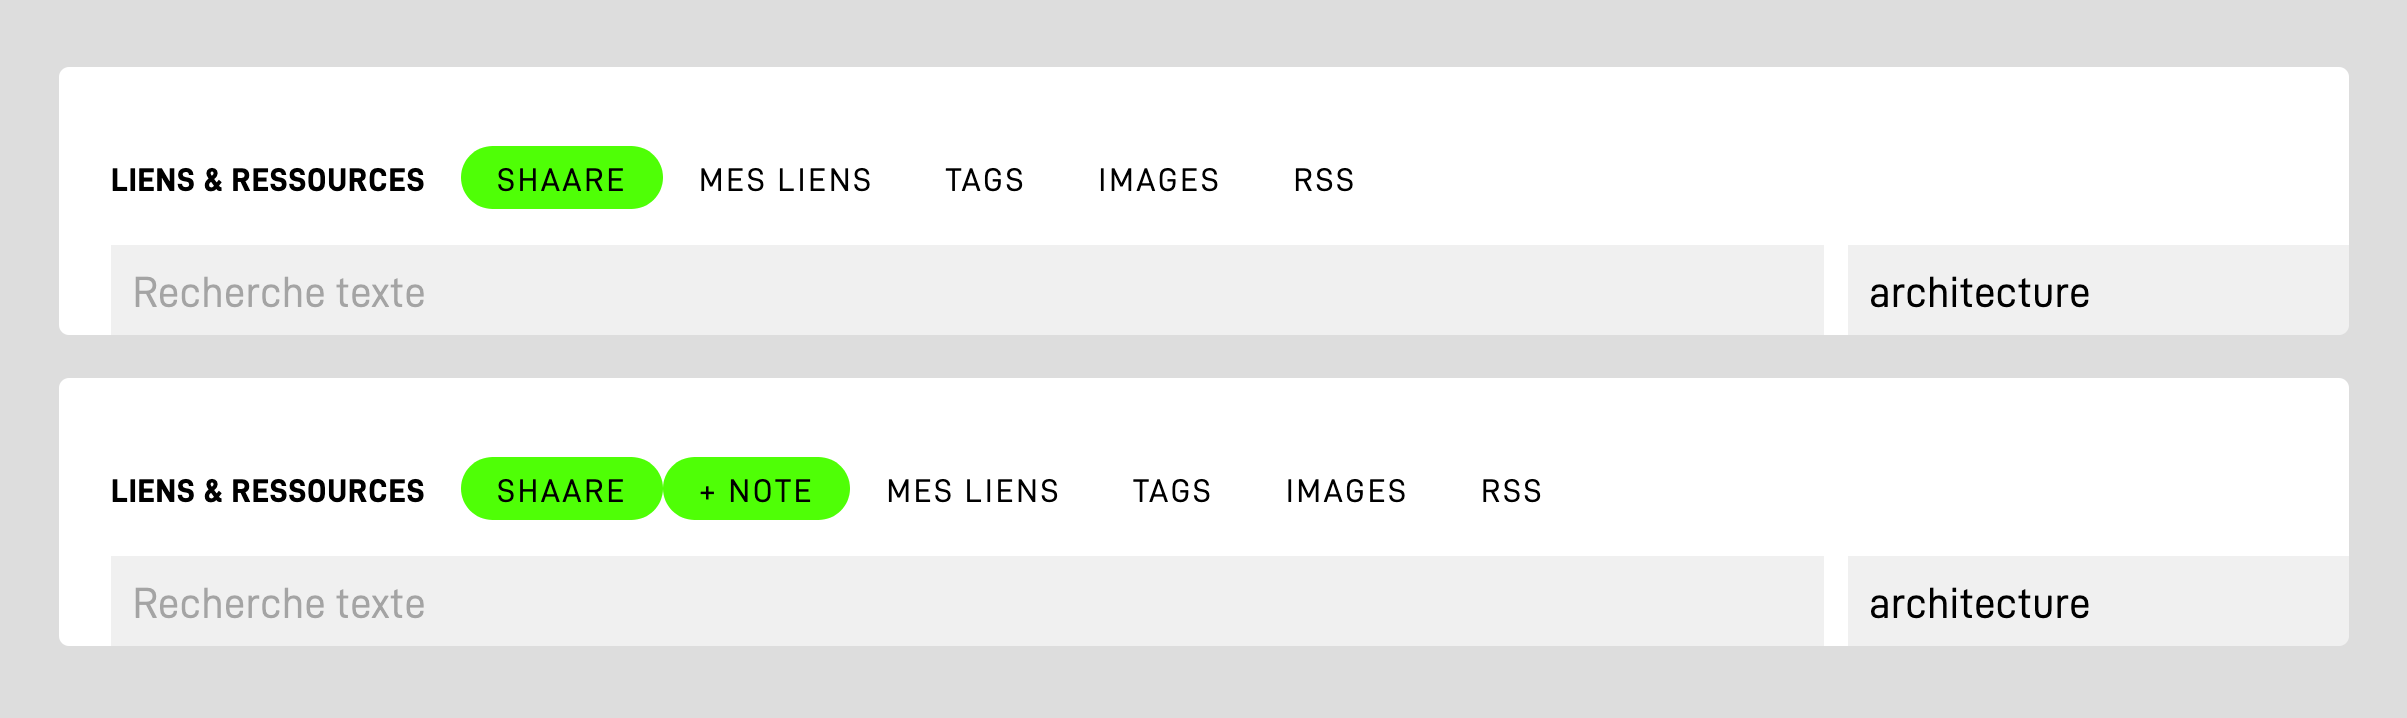 LIENS & RESSOURCES SHAARE MES LIENS TAGS IMAGES RSS
Recherche texte architecture
LIENS & RESSOURCES SHAARE + NOTE MES LIENS TAGS IMAGES RSS
Recherche texte architecture